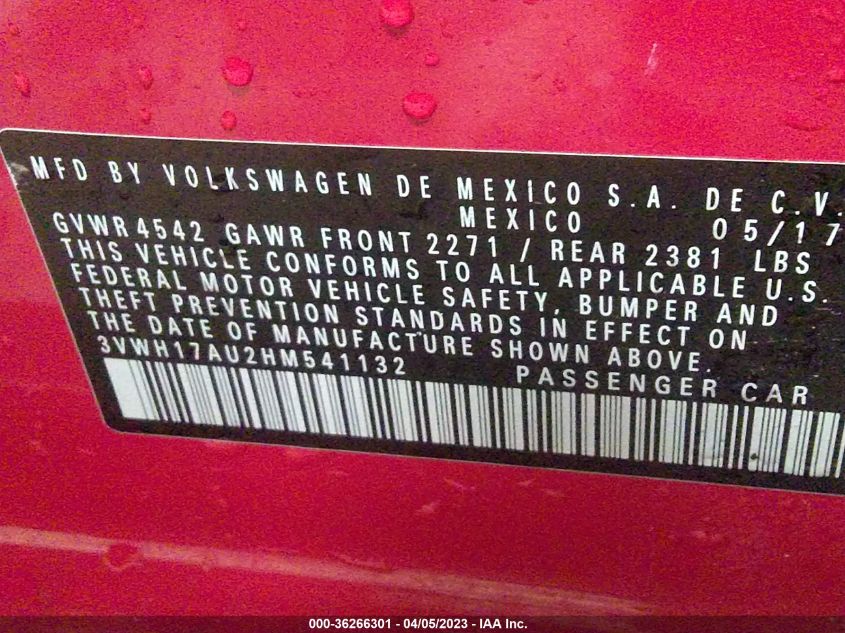 MFD BY VOLKSWAGEN DE MEXICO S.A. DE C.V.
MEXICO 05/17
GVWR4542 GAWR FRONT 2271 / REAR 2381 LBS
THIS VEHICLE CONFORMS TO ALL APPLICABLE U.S.
FEDERAL MOTOR VEHICLE SAFETY, BUMPER AND
THEFT PREVENTION STANDARDS IN EFFECT ON
THE DATE OF MANUFACTURE SHOWN ABOVE.
3VWH17AU2HM541132 PASSENGER CAR
000-36266301 - 04/05/2023 - IAA Inc.